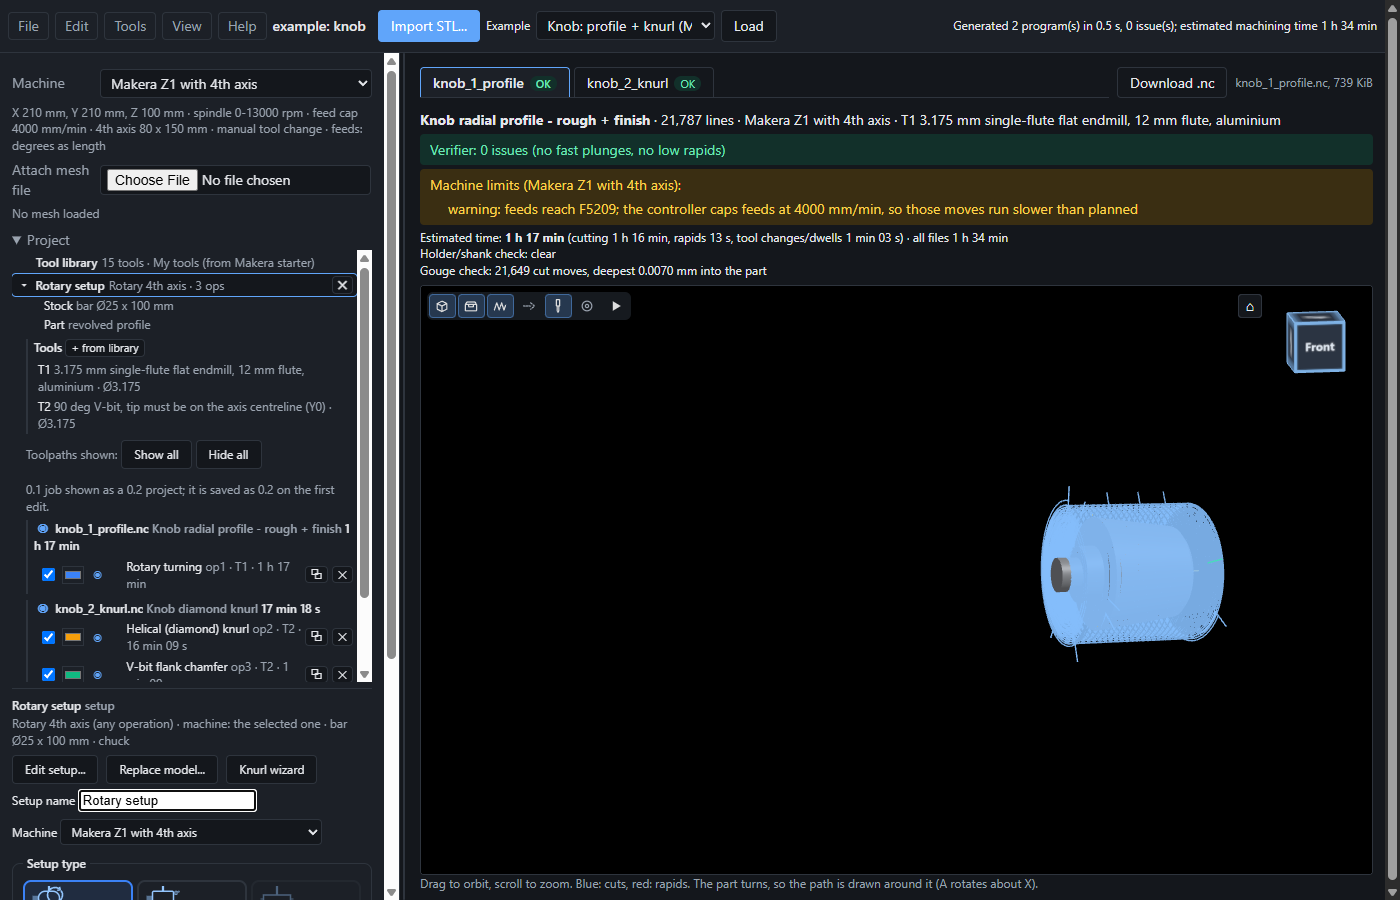 File Edit Tools View Help example: knob Import STL... Example Knob: profile + knurl (M Load Generated 2 program(s) in 0.5 s, 0 issue(s); estimated machining time 1 h 34 min
Machine Makera Z1 with 4th axis
X 210 mm, Y 210 mm, Z 100 mm · spindle 0-13000 rpm · feed cap
4000 mm/min · 4th axis 80 x 150 mm · manual tool change · feeds:
degrees as length
Attach mesh
file
Choose File No file chosen
No mesh loaded
Project
Tool library 15 tools · My tools (from Makera starter)
Rotary setup Rotary 4th axis · 3 ops
Stock bar Ø25 x 100 mm
Part revolved profile
Tools + from library
T1 3.175 mm single-flute flat endmill, 12 mm flute,
aluminium · Ø3.175
T2 90 deg V-bit, tip must be on the axis centreline (Y0) ·
Ø3.175
Toolpaths shown: Show all Hide all
0.1 job shown as a 0.2 project; it is saved as 0.2 on the first
edit.
knob_1_profile.nc Knob radial profile - rough + finish 1
h 17 min
Rotary turning op1 · T1 · 1 h 17
min
knob_2_knurl.nc Knob diamond knurl 17 min 18 s
Helical (diamond) knurl op2 · T2 ·
16 min 09 s
V-bit flank chamfer op3 · T2 · 1
Rotary setup setup
Rotary 4th axis (any operation) · machine: the selected one · bar
Ø25 x 100 mm · chuck
Edit setup... Replace model... Knurl wizard
Setup name Rotary setup
Machine Makera Z1 with 4th axis
Setup type
knob_1_profile OK knob_2_knurl OK Download .nc knob_1_profile.nc, 739 KiB
Knob radial profile - rough + finish · 21,787 lines · Makera Z1 with 4th axis · T1 3.175 mm single-flute flat endmill, 12 mm flute, aluminium
Verifier: 0 issues (no fast plunges, no low rapids)
Machine limits (Makera Z1 with 4th axis):
warning: feeds reach F5209; the controller caps feeds at 4000 mm/min, so those moves run slower than planned
Estimated time: 1 h 17 min (cutting 1 h 16 min, rapids 13 s, tool changes/dwells 1 min 03 s) · all files 1 h 34 min
Holder/shank check: clear
Gouge check: 21,649 cut moves, deepest 0.0070 mm into the part
Front
Drag to orbit, scroll to zoom. Blue: cuts, red: rapids. The part turns, so the path is drawn around it (A rotates about X).